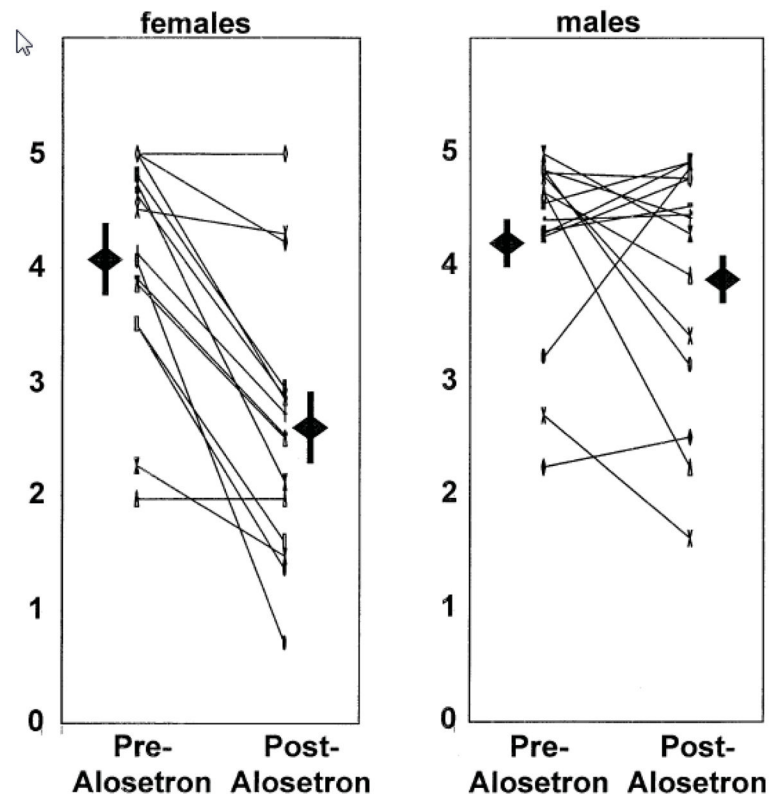 females
5
4
3
2
1
0
Pre-
Alosetron
Post-
Alosetron
males
5
4
3
2
1
0
Pre-
Alosetron
Post-
Alosetron